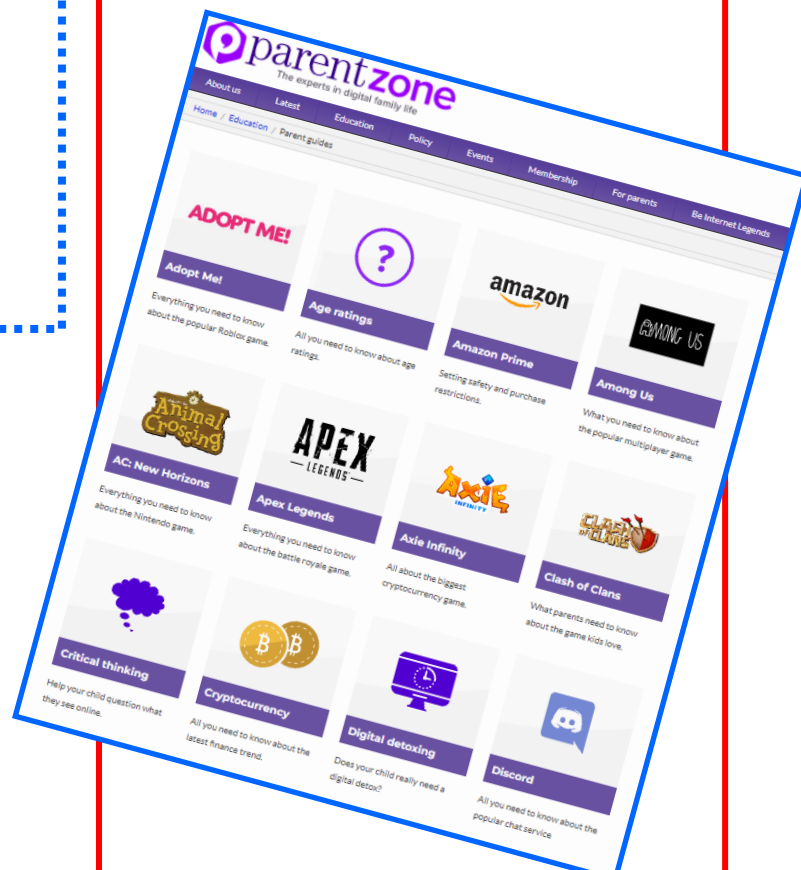 parentzone
The experts in digital family life
About us
Latest
Education
Policy
Events
Membership
For parents
Be Internet Legends
Home / Education / Parent guides
ADOPT ME!
?
amazon
AMONG US
Adopt Me!
Age ratings
Amazon Prime
Among Us
Everything you need to know
about the popular Roblox game.
All you need to know about age
ratings.
Setting safety and purchase
restrictions.
What you need to know about
the popular multiplayer game.
Animal
Crossing
APEX
LEGENDS
AXIE
INFINITY
CLASH
OF CLANS
AC: New Horizons
Apex Legends
Axie Infinity
Clash of Clans
Everything you need to know
about the Nintendo game.
Everything you need to know
about the battle royale game.
All about the biggest
cryptocurrency game.
What parents need to know
about the game kids love.
Critical thinking
Cryptocurrency
Digital detoxing
Discord
Help your child question what
they see online.
All you need to know about the
latest finance trend.
Does your child really need a
digital detox?
All you need to know about the
popular chat service